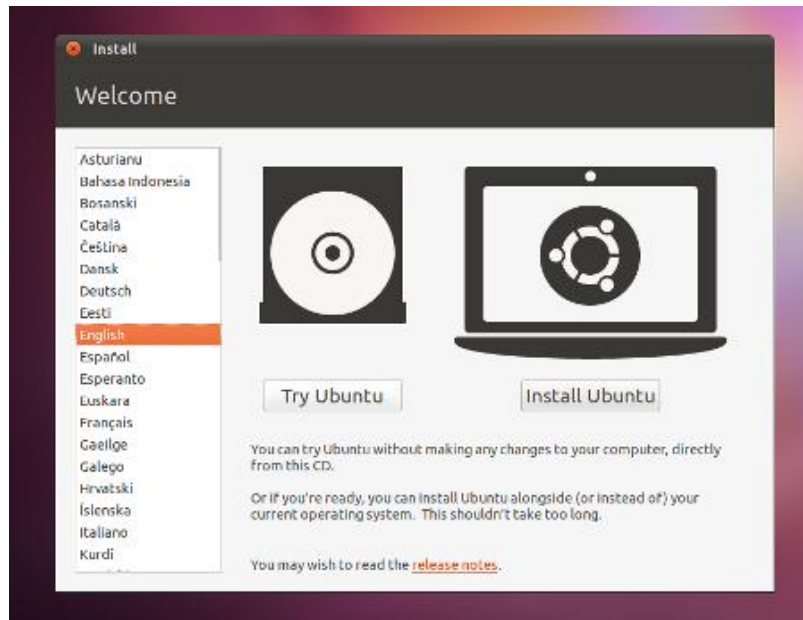 Install
Welcome
Asturianu
Bahasa Indonesia
Bosanski
Català
Čeština
Dansk
Deutsch
Eesti
English
Español
Esperanto
Euskara
Français
Gaeilge
Galego
Hrvatski
Íslenska
Italiano
Kurdî
Try Ubuntu
Install Ubuntu
You can try Ubuntu without making any changes to your computer, directly
from this CD.
Or if you're ready, you can install Ubuntu alongside (or instead of) your
current operating system. This shouldn't take too long.
You may wish to read the release notes.